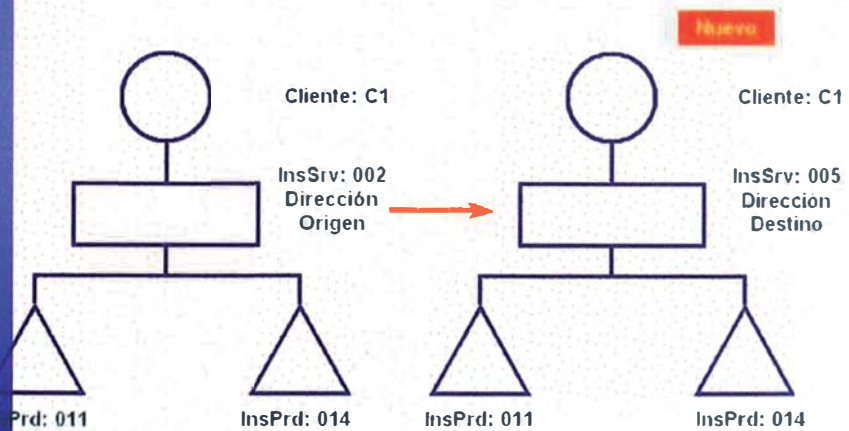 Nuevo
Cliente: C1
Cliente: C1
InsSrv: 002
Dirección
Origen
InsSrv: 005
Dirección
Destino
Prd: 011
InsPrd: 014
InsPrd: 011
InsPrd: 014